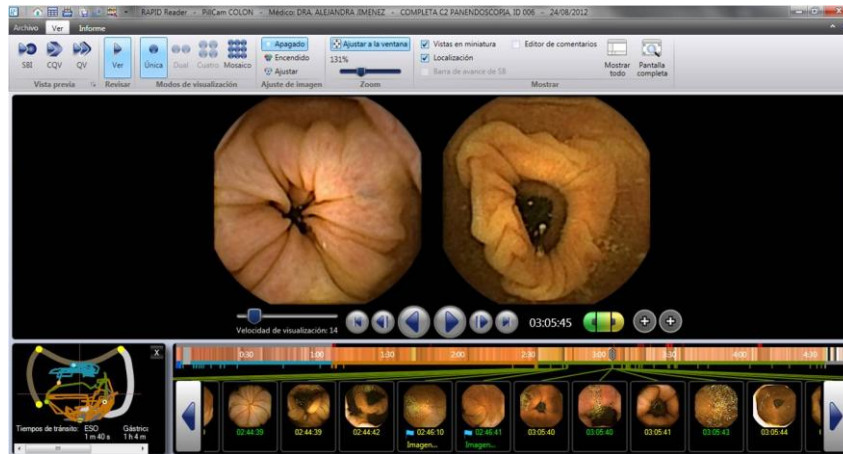 RAPID Reader - PillCam COLON - Médico: DRA. ALEJANDRA JIMENEZ - COMPLETA C2 PANENDOSCOPIA, ID 006 - 24/08/2012
Archivo Ver Informe
SBI CQV QV Ver Única Dual Cuatro Mosaico
Apagado
Encendido
Ajustar
Ajustar a la ventana
131%
Vistas en miniatura
Localización
Barra de avance de SB
Editor de comentarios
Mostrar todo
Pantalla completa
Vista previa Revisar Modos de visualización Ajuste de imagen Zoom Mostrar
Velocidad de visualización: 14
03:05:45
X
0:30 1:00 2:00 3:00 4:00 4:30
Tiempos de tránsito: ESO Gástrica
1 m 40 s 1 h 4 m
02:44:39 02:44:39 02:44:42 02:46:10 02:46:41 03:05:40 03:05:40 03:05:41 03:05:43 03:05:44
Imagen... Imagen...